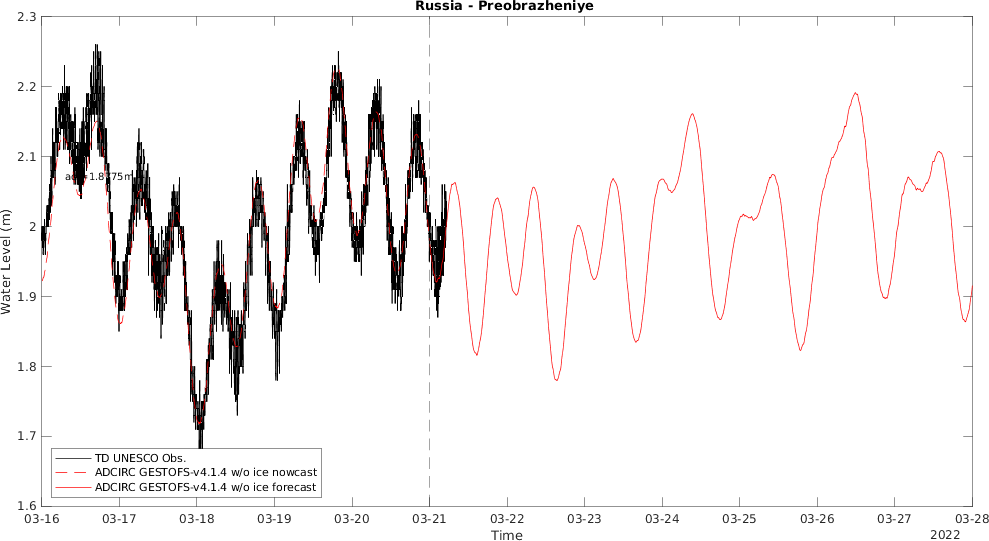 Russia - Preobrazheniye
2.3
2.2
2.1
2
1.9
1.8
1.7
1.6
Water Level (m)
TD UNESCO Obs.
ADCIRC GESTOFS-v4.1.4 w/o ice nowcast
ADCIRC GESTOFS-v4.1.4 w/o ice forecast
03-16 03-17 03-18 03-19 03-20 03-21 03-22 03-23 03-24 03-25 03-26 03-27 03-28
Time
2022